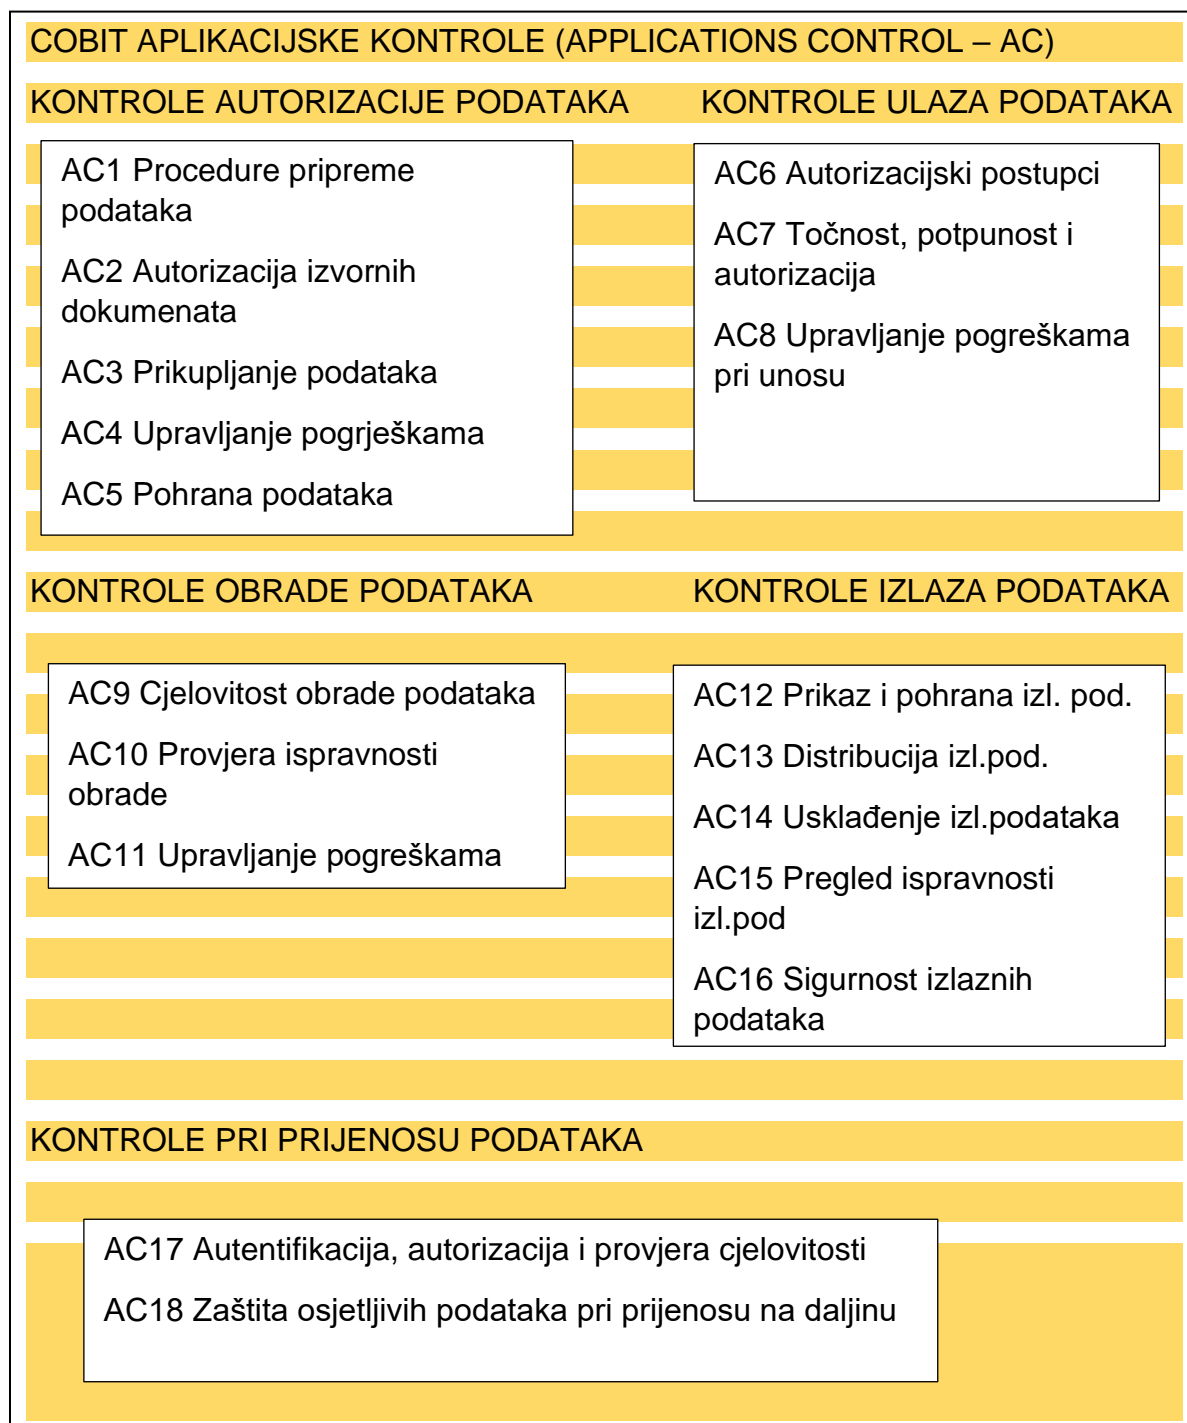 COBIT APLIKACIJSKE KONTROLE (APPLICATIONS CONTROL – AC)
KONTROLE AUTORIZACIJE PODATAKA
AC1 Procedure pripreme
podataka
AC2 Autorizacija izvornih
dokumenata
AC3 Prikupljanje podataka
AC4 Upravljanje pogrješkama
AC5 Pohrana podataka
KONTROLE ULAZA PODATAKA
AC6 Autorizacijski postupci
AC7 Točnost, potpunost i
autorizacija
AC8 Upravljanje pogreškama
pri unosu
KONTROLE OBRADE PODATAKA
AC9 Cjelovitost obrade podataka
AC10 Provjera ispravnosti
obrade
AC11 Upravljanje pogreškama
KONTROLE IZLAZA PODATAKA
AC12 Prikaz i pohrana izl. pod.
AC13 Distribucija izl.pod.
AC14 Usklađenje izl.podataka
AC15 Pregled ispravnosti
izl.pod
AC16 Sigurnost izlaznih
podataka
KONTROLE PRI PRIJENOSU PODATAKA
AC17 Autentifikacija, autorizacija i provjera cjelovitosti
AC18 Zaštita osjetljivih podataka pri prijenosu na daljinu